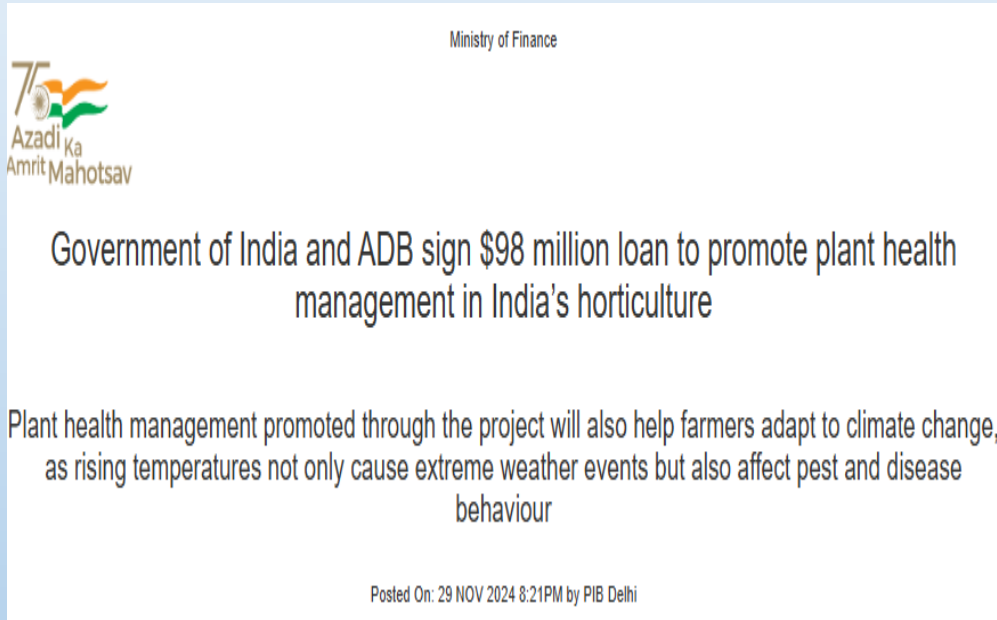 Ministry of Finance
75
Azadi Ka
Amrit Mahotsav
Government of India and ADB sign $98 million loan to promote plant health
management in India's horticulture
Plant health management promoted through the project will also help farmers adapt to climate change,
as rising temperatures not only cause extreme weather events but also affect pest and disease
behaviour
Posted On: 29 NOV 2024 8:21PM by PIB Delhi